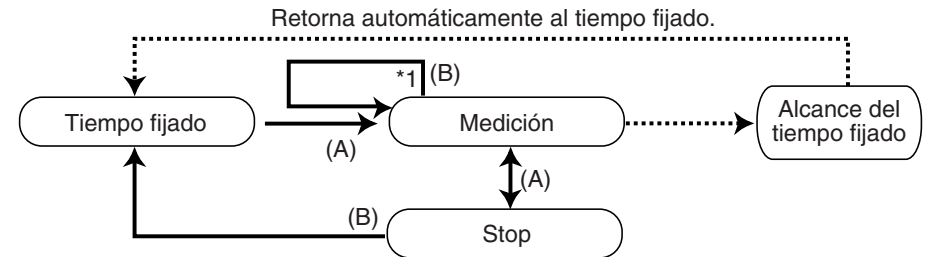 Retorna automáticamente al tiempo fijado.
*1 (B)
Tiempo fijado
Medición
Alcance del
tiempo fijado
(A)
(A)
(B)
Stop